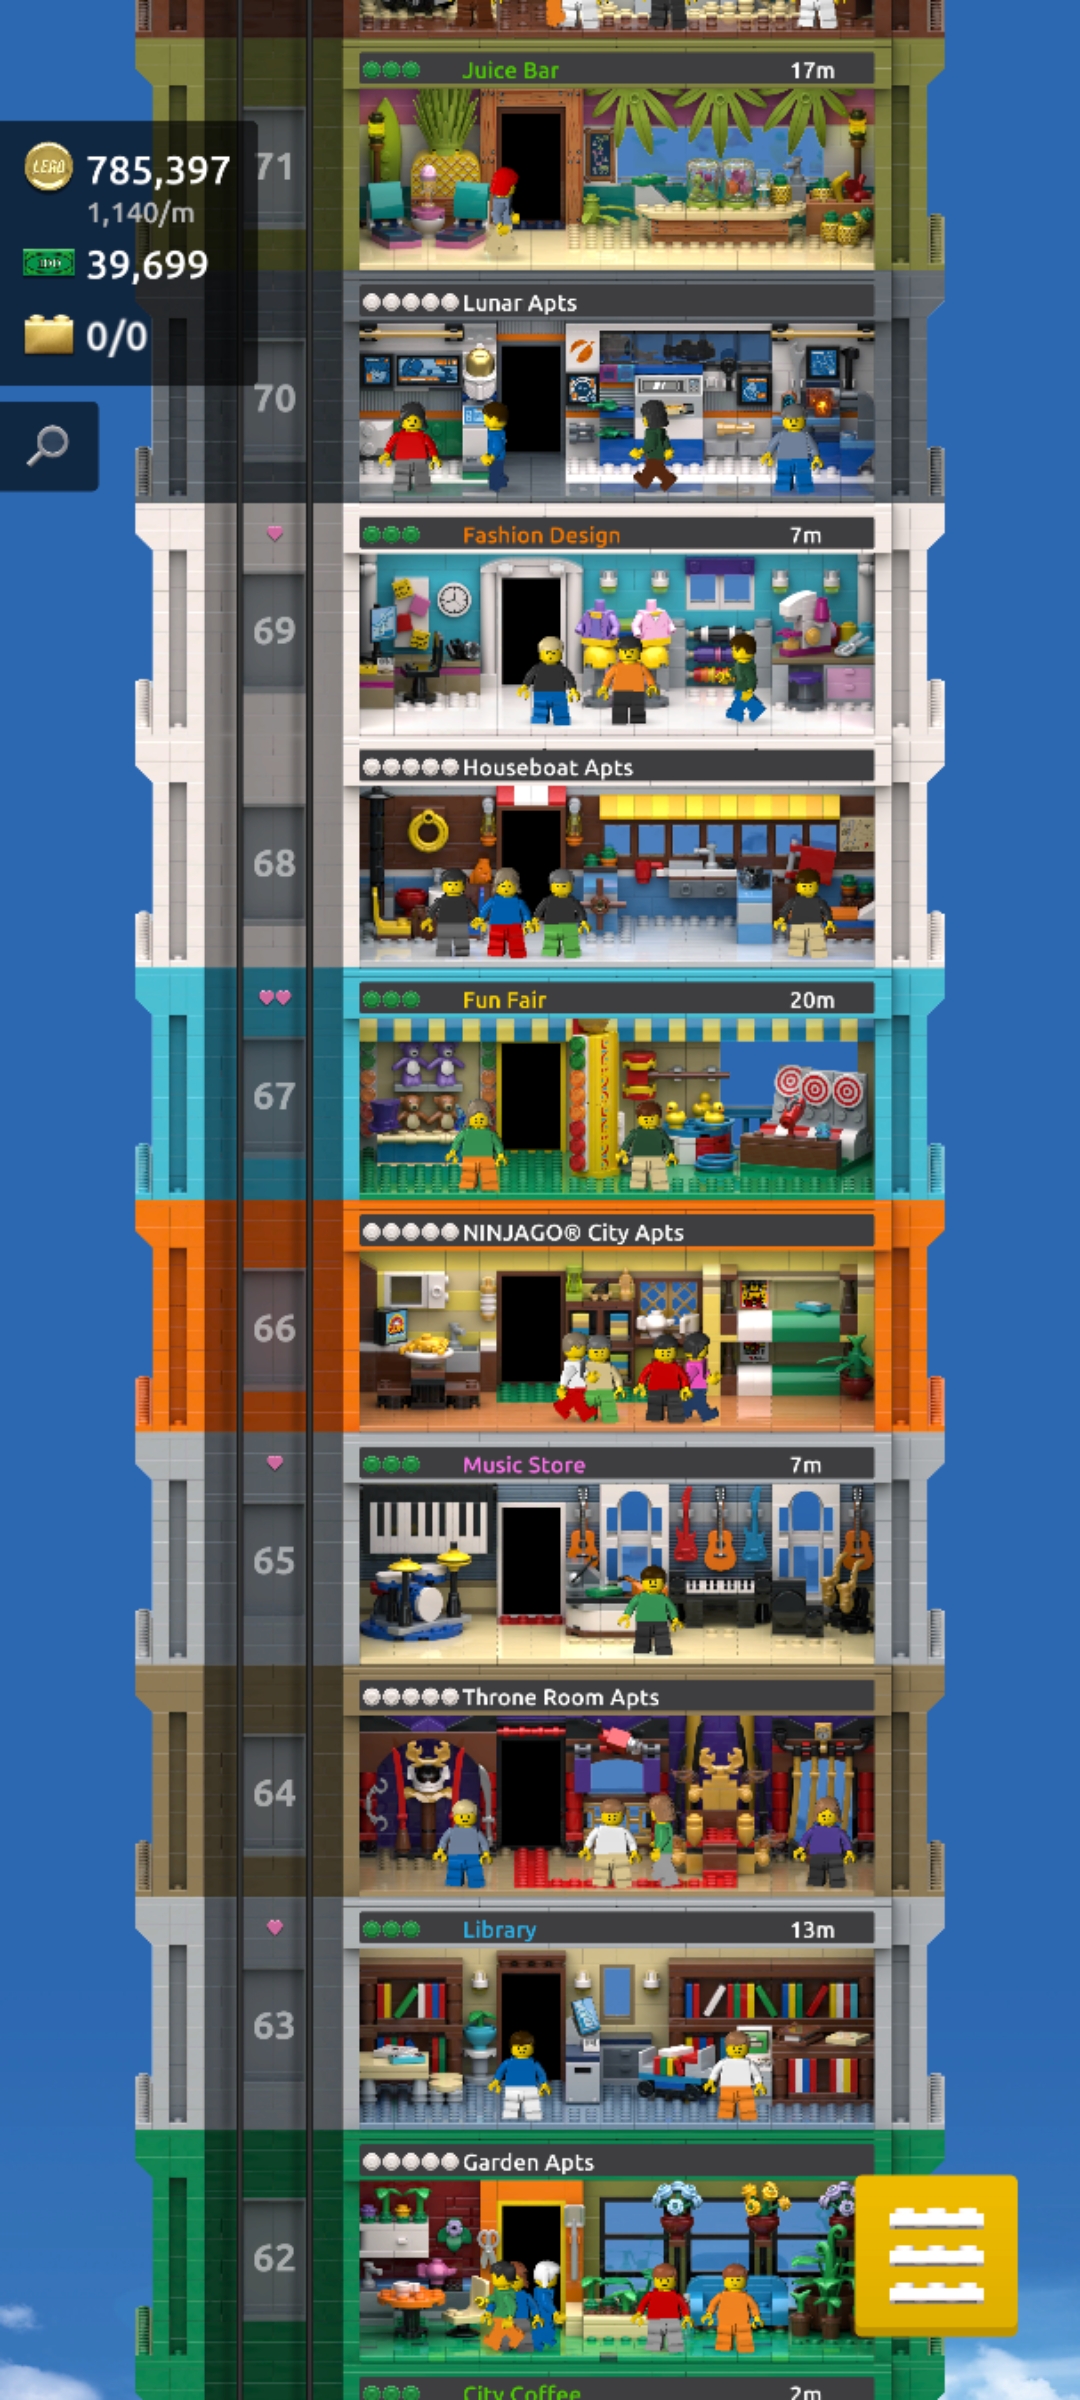 Juice Bar 17m
71
LEGO 785,397
1,140/m
39,699
0/0
Lunar Apts
70
Fashion Design 7m
69
Houseboat Apts
68
Fun Fair 20m
67
NINJAGO® City Apts
66
Music Store 7m
65
Throne Room Apts
64
Library 13m
63
Garden Apts
62
City Coffee 2m